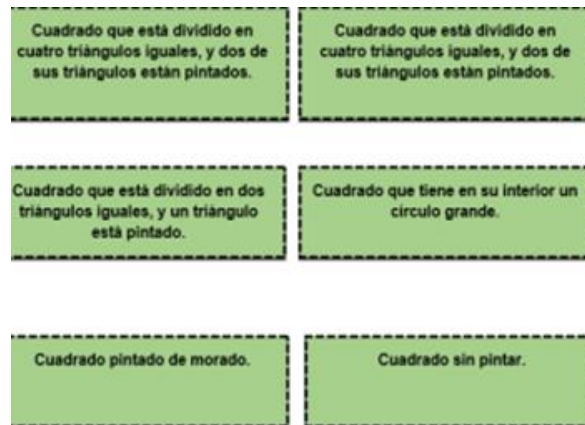 Cuadrado que está dividido en
cuatro triángulos iguales, y dos de
sus triángulos están pintados.
Cuadrado que está dividido en
cuatro triángulos iguales, y dos de
sus triángulos están pintados.
Cuadrado que está dividido en dos
triángulos iguales, y un triángulo
está pintado.
Cuadrado que tiene en su interior un
círculo grande.
Cuadrado pintado de morado.
Cuadrado sin pintar.